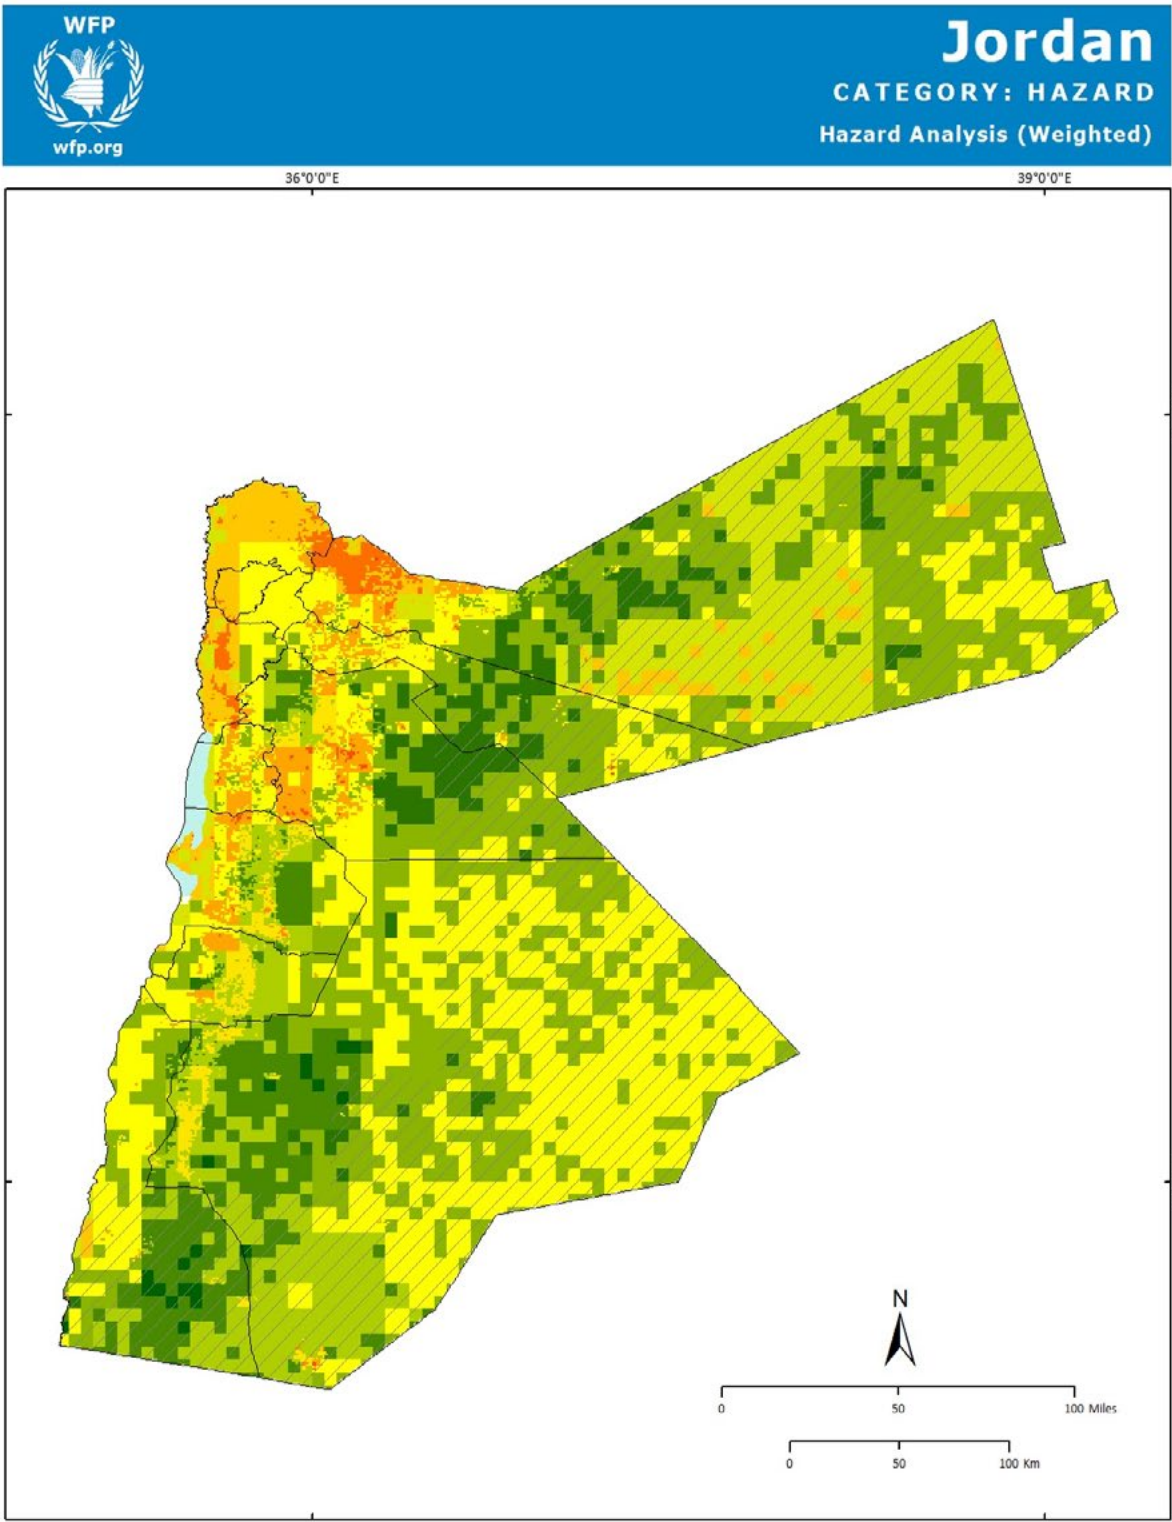 WFP
wfp.org
Jordan
CATEGORY: HAZARD
Hazard Analysis (Weighted)
36°0'0"E
39°0'0"E
N
0 50 100 Miles
0 50 100 Km